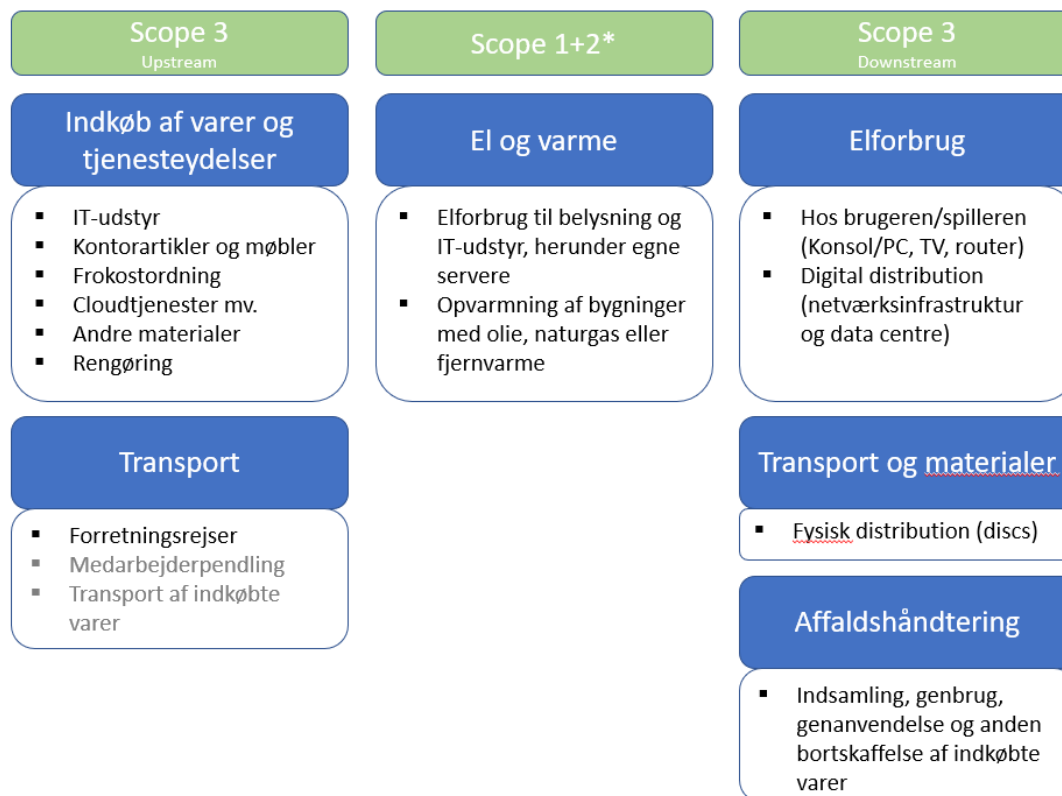 Scope 3
Upstream
Indkøb af varer og
tjenesteydelser
IT-udstyr
Kontorartikler og møbler
Frokostordning
Cloudtjenester mv.
Andre materialer
Rengøring
Transport
Forretningsrejser
Medarbejderpendling
Transport af indkøbte
varer
Scope 1+2*
El og varme
Elforbrug til belysning og
IT-udstyr, herunder egne
servere
Opvarmning af bygninger
med olie, naturgas eller
fjernvarme
Scope 3
Downstream
Elforbrug
Hos brugeren/spilleren
(Konsol/PC, TV, router)
Digital distribution
(netværksinfrastruktur
og data centre)
Transport og materialer
Fysisk distribution (discs)
Affaldshåndtering
Indsamling, genbrug,
genanvendelse og anden
bortskaffelse af indkøbte
varer